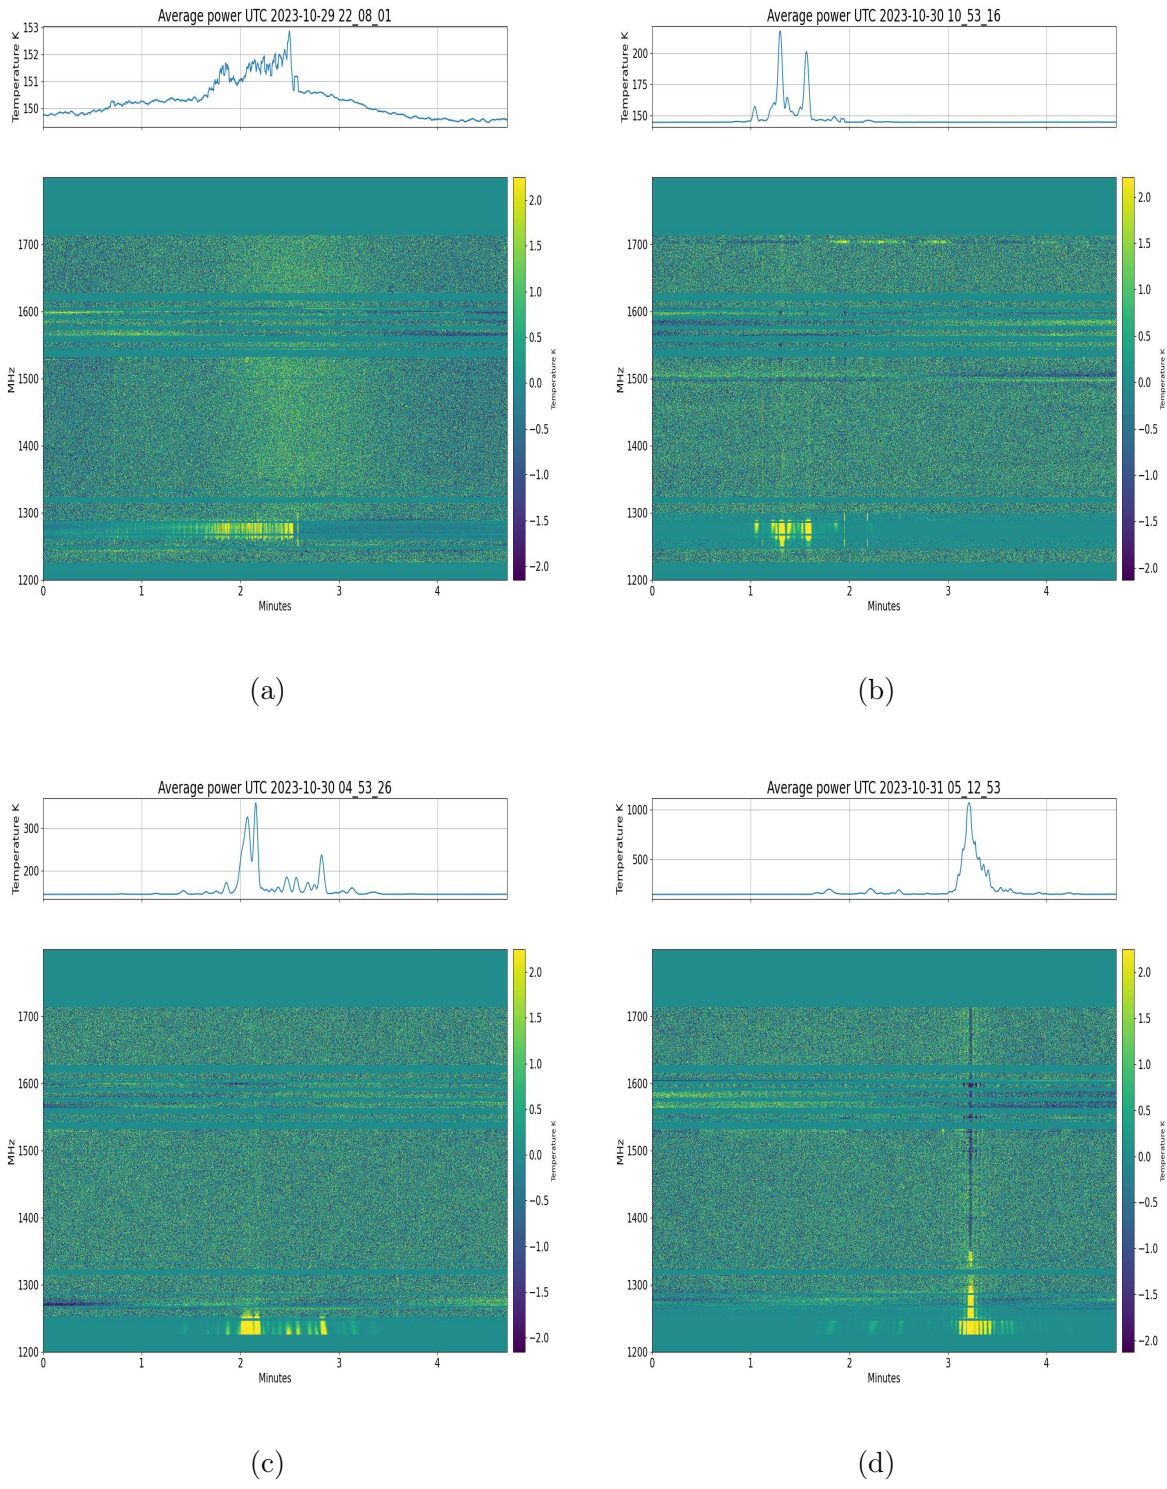 Average power UTC 2023-10-29 22_08_01
Temperature K
153
152
151
150
1700
1600
1500
1400
1300
1200
MHz
0 1 2 3 4
Minutes
2.0
1.5
1.0
0.5
0.0
−0.5
−1.0
−1.5
−2.0
Temperature K
(a)
Average power UTC 2023-10-30 10_53_16
Temperature K
200
175
150
1700
1600
1500
1400
1300
1200
MHz
0 1 2 3 4
Minutes
2.0
1.5
1.0
0.5
0.0
−0.5
−1.0
−1.5
−2.0
Temperature K
(b)
Average power UTC 2023-10-30 04_53_26
Temperature K
300
200
1700
1600
1500
1400
1300
1200
MHz
0 1 2 3 4
Minutes
2.0
1.5
1.0
0.5
0.0
−0.5
−1.0
−1.5
−2.0
Temperature K
(c)
Average power UTC 2023-10-31 05_12_53
Temperature K
1000
500
1700
1600
1500
1400
1300
1200
MHz
0 1 2 3 4
Minutes
2.0
1.5
1.0
0.5
0.0
−0.5
−1.0
−1.5
−2.0
Temperature K
(d)